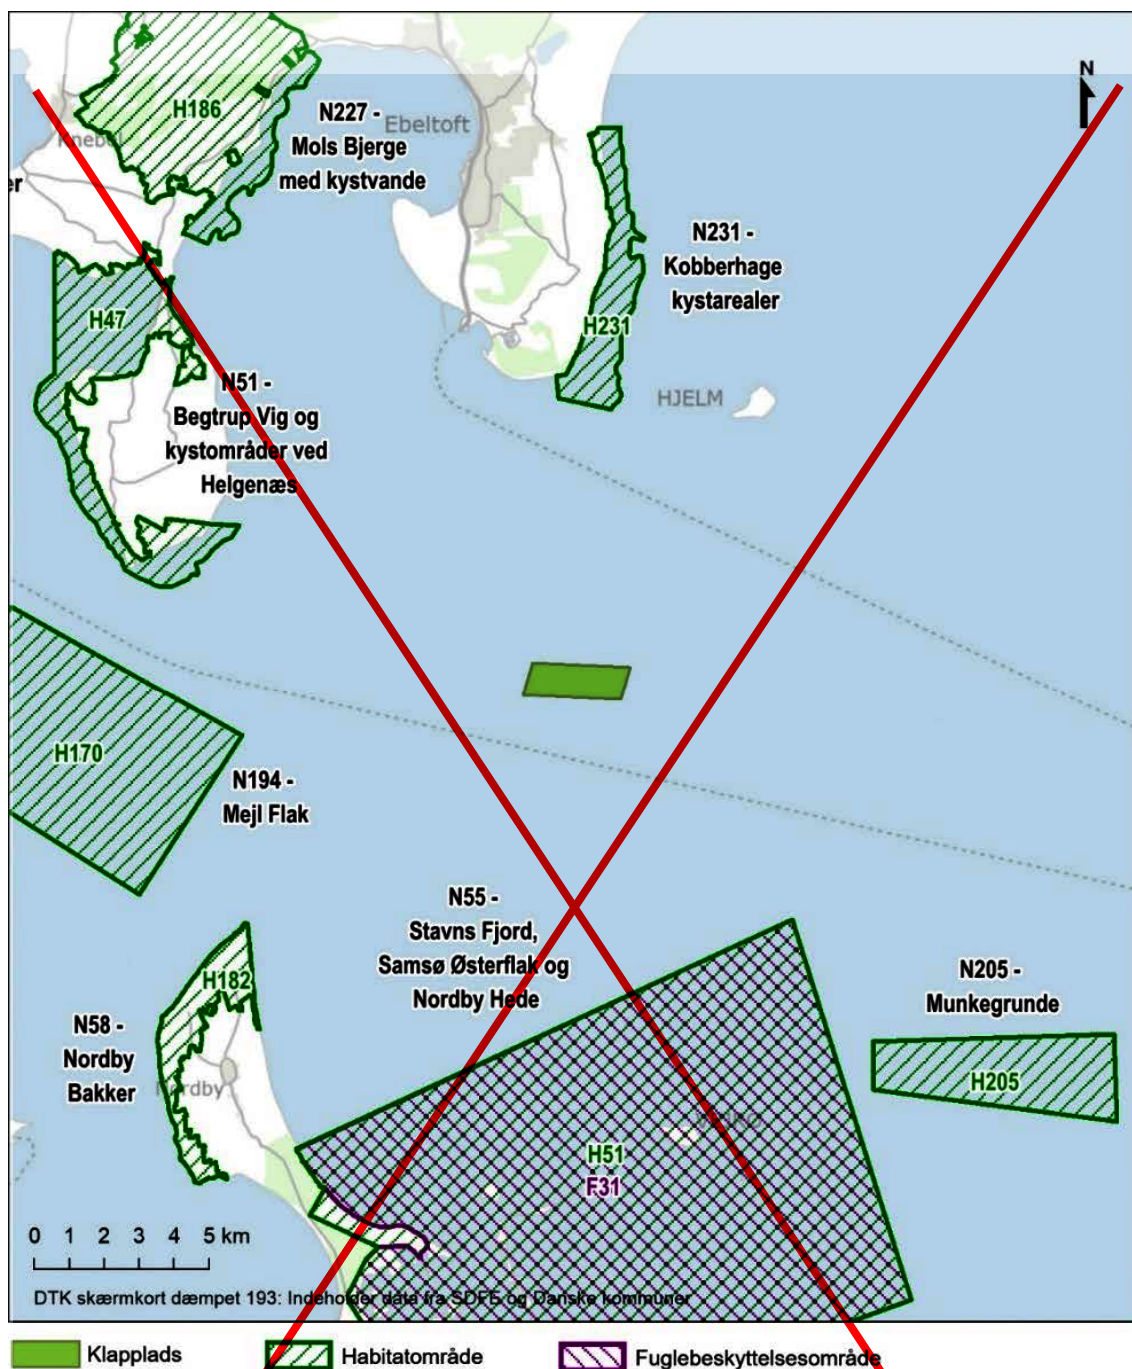 N
H186
N227 -
Mols Bjerge
med kystvande
Ebeltoft
Knebel
er
N231 -
Kobberhage
kystarealer
H231
H47
N51 -
Begtrup Vig og
kystområder ved
Helgenæs
HJELM
H170
N194 -
Mejl Flak
N55 -
Stavns Fjord,
Samsø Østerflak og
Nordby Hede
H182
N58 -
Nordby
Bakker
Nordby
N205 -
Munkegrunde
H205
H51
F31
0 1 2 3 4 5 km
DTK skærmkort dæmpet 193: Indeholder data fra SDFE og Danske kommuner
Klapplads
Habitatområde
Fuglebeskyttelsesområde